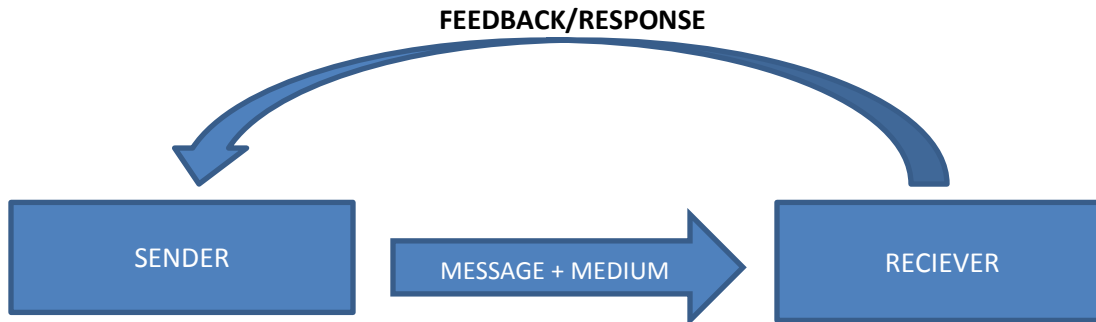 FEEDBACK/RESPONSE
SENDER
MESSAGE + MEDIUM
RECIEVER